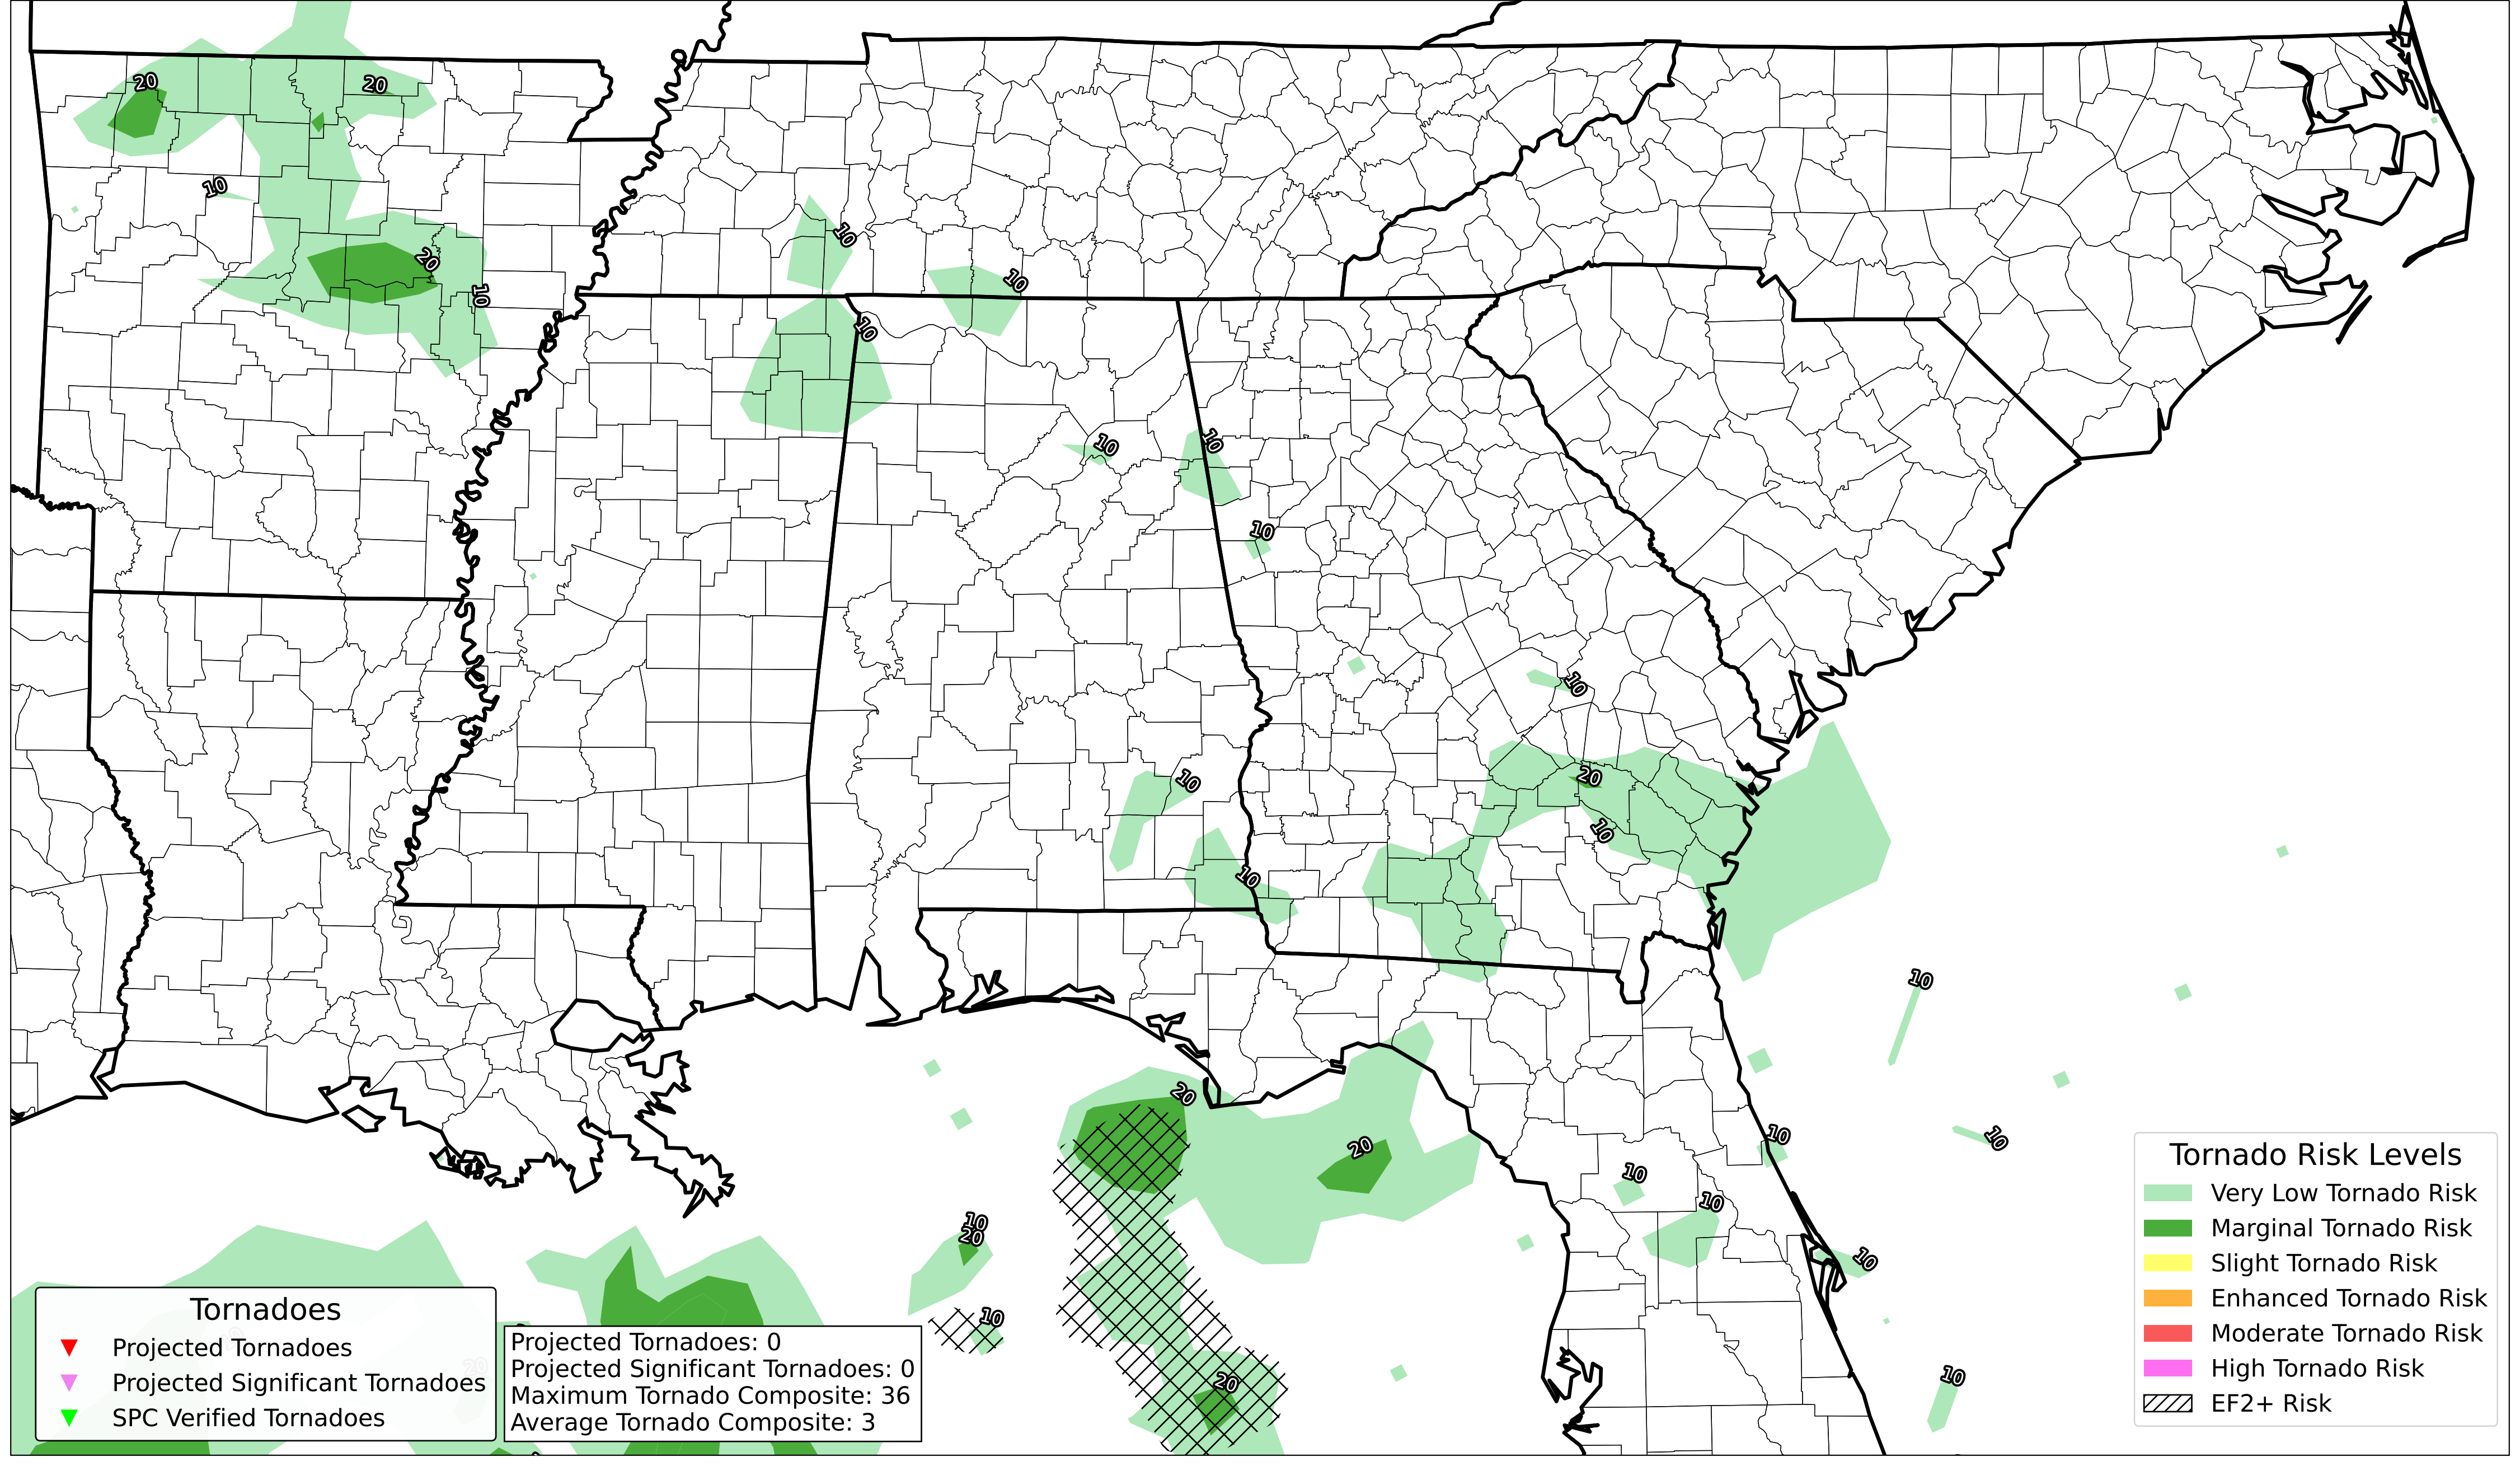 20
20
10
10
20
10
10
10
10
10
10
10
20
10
10
10
10
20
10
20
10
10
10
10
10
20
10
10
20
10
Tornadoes
Projected Tornadoes
Projected Significant Tornadoes
SPC Verified Tornadoes
Projected Tornadoes: 0
Projected Significant Tornadoes: 0
Maximum Tornado Composite: 36
Average Tornado Composite: 3
Tornado Risk Levels
Very Low Tornado Risk
Marginal Tornado Risk
Slight Tornado Risk
Enhanced Tornado Risk
Moderate Tornado Risk
High Tornado Risk
EF2+ Risk